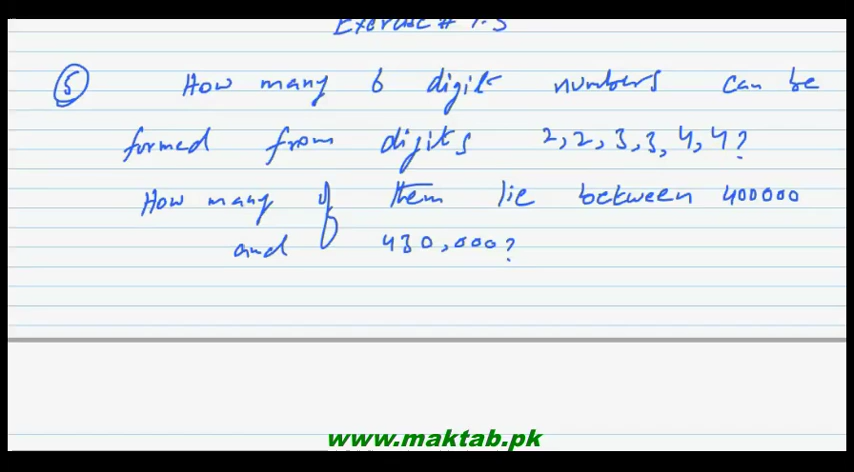 Exercise # 7.3
5 How many 6 digit numbers can be
formed from digits 2, 2, 3, 3, 4, 4?
How many of them lie between 400000
and 430,000?
www.maktab.pk